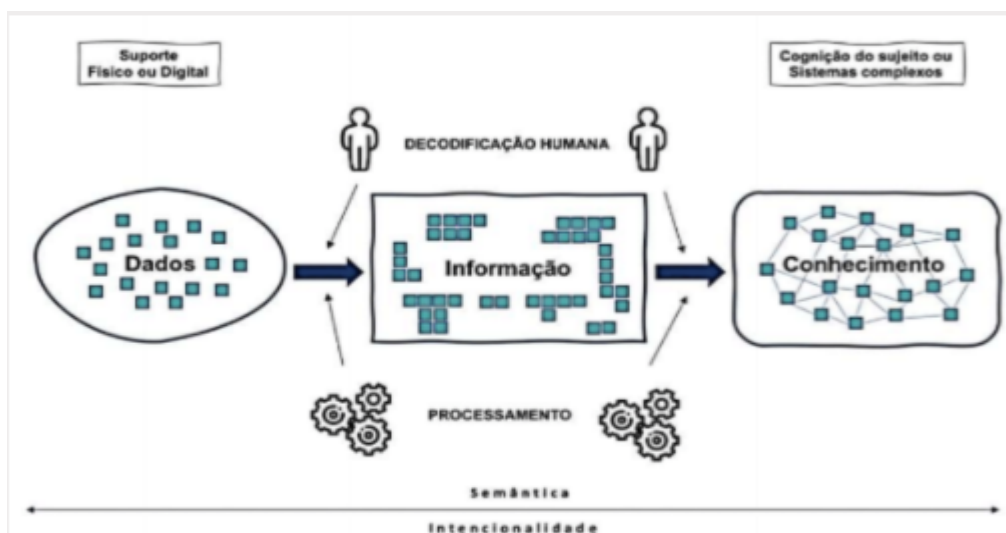 Suporte
Físico ou Digital
Cognição do sujeito ou
Sistemas complexos
DECODIFICAÇÃO HUMANA
Dados
Informação
Conhecimento
PROCESSAMENTO
Semântica
Intencionalidade